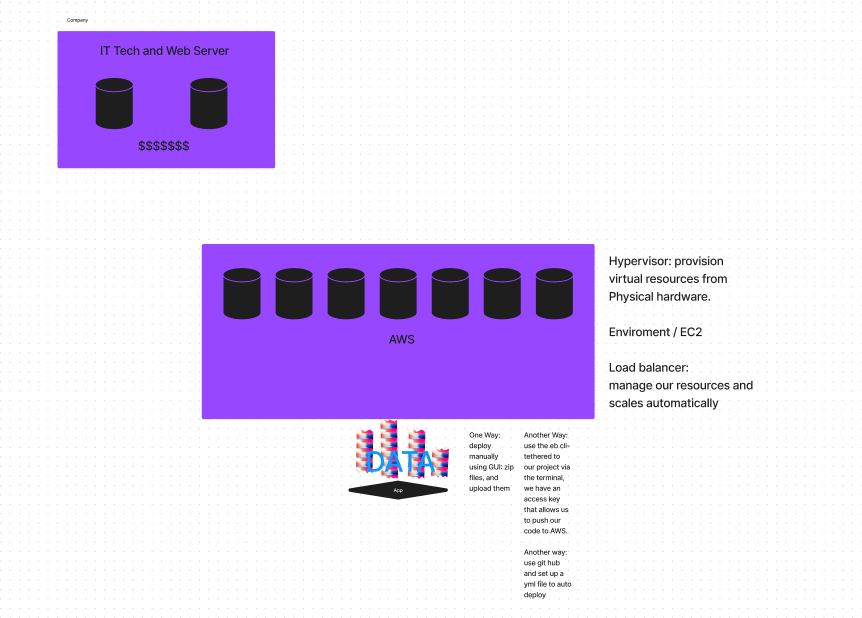 Company
IT Tech and Web Server
$$$$$$$
AWS
Hypervisor: provision
virtual resources from
Physical hardware.
Enviroment / EC2
Load balancer:
manage our resources and
scales automatically
DATA
App
One Way:
deploy
manually
using GUI: zip
files, and
upload them
Another Way:
use the eb cli-
tethered to
our project via
the terminal,
we have an
access key
that allows us
to push our
code to AWS.
Another way:
use git hub
and set up a
yml file to auto
deploy